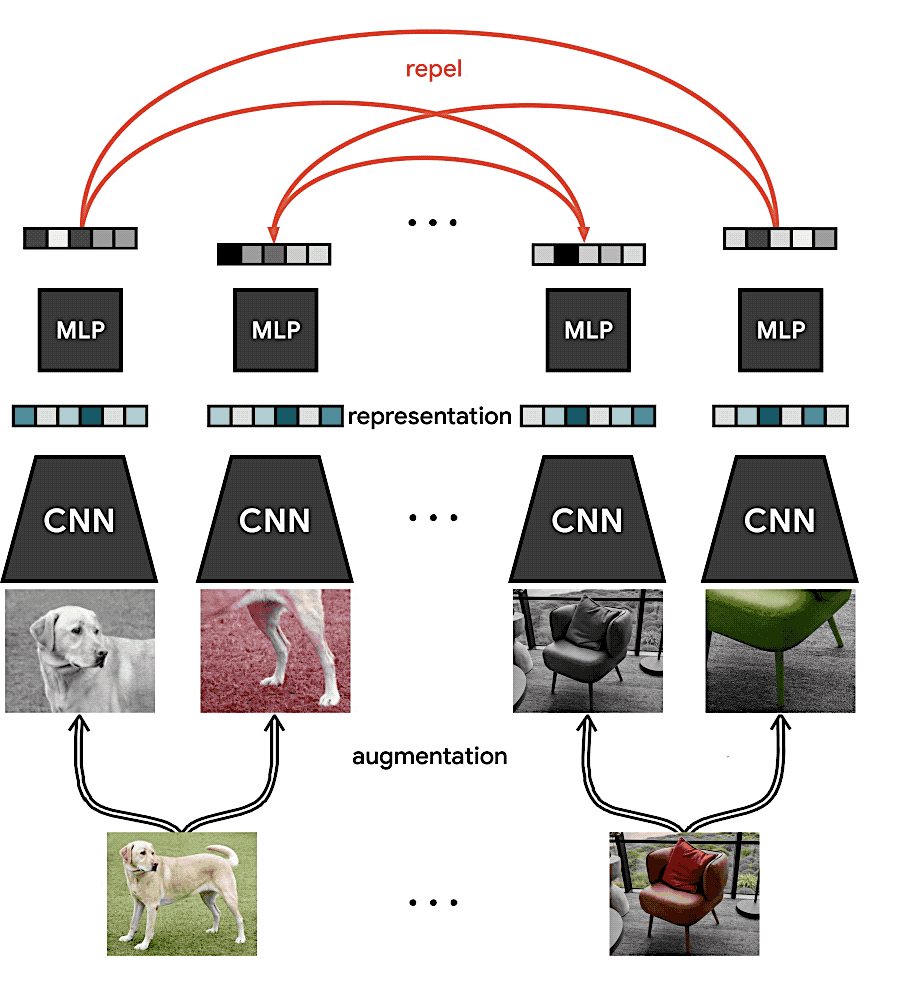 repel
MLP MLP MLP MLP
representation
CNN CNN CNN CNN
augmentation